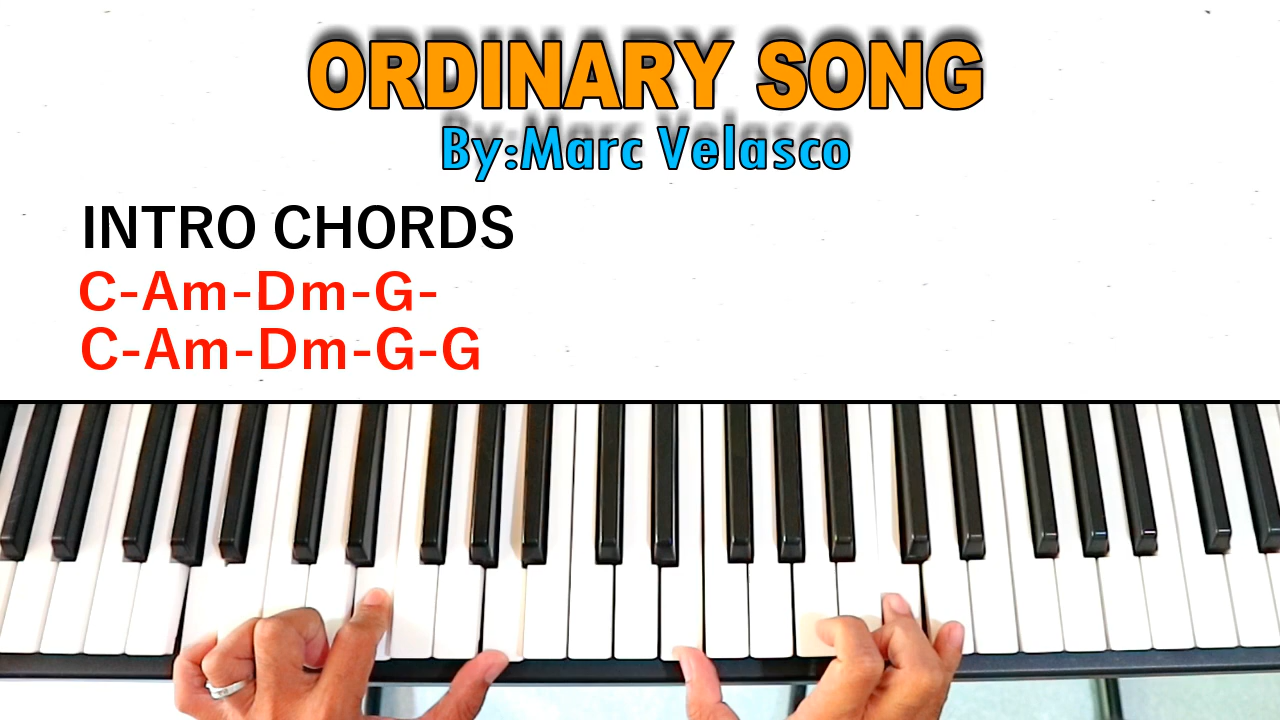 ORDINARY SONG
By:Marc Velasco
INTRO CHORDS
C-Am-Dm-G-
C-Am-Dm-G-G